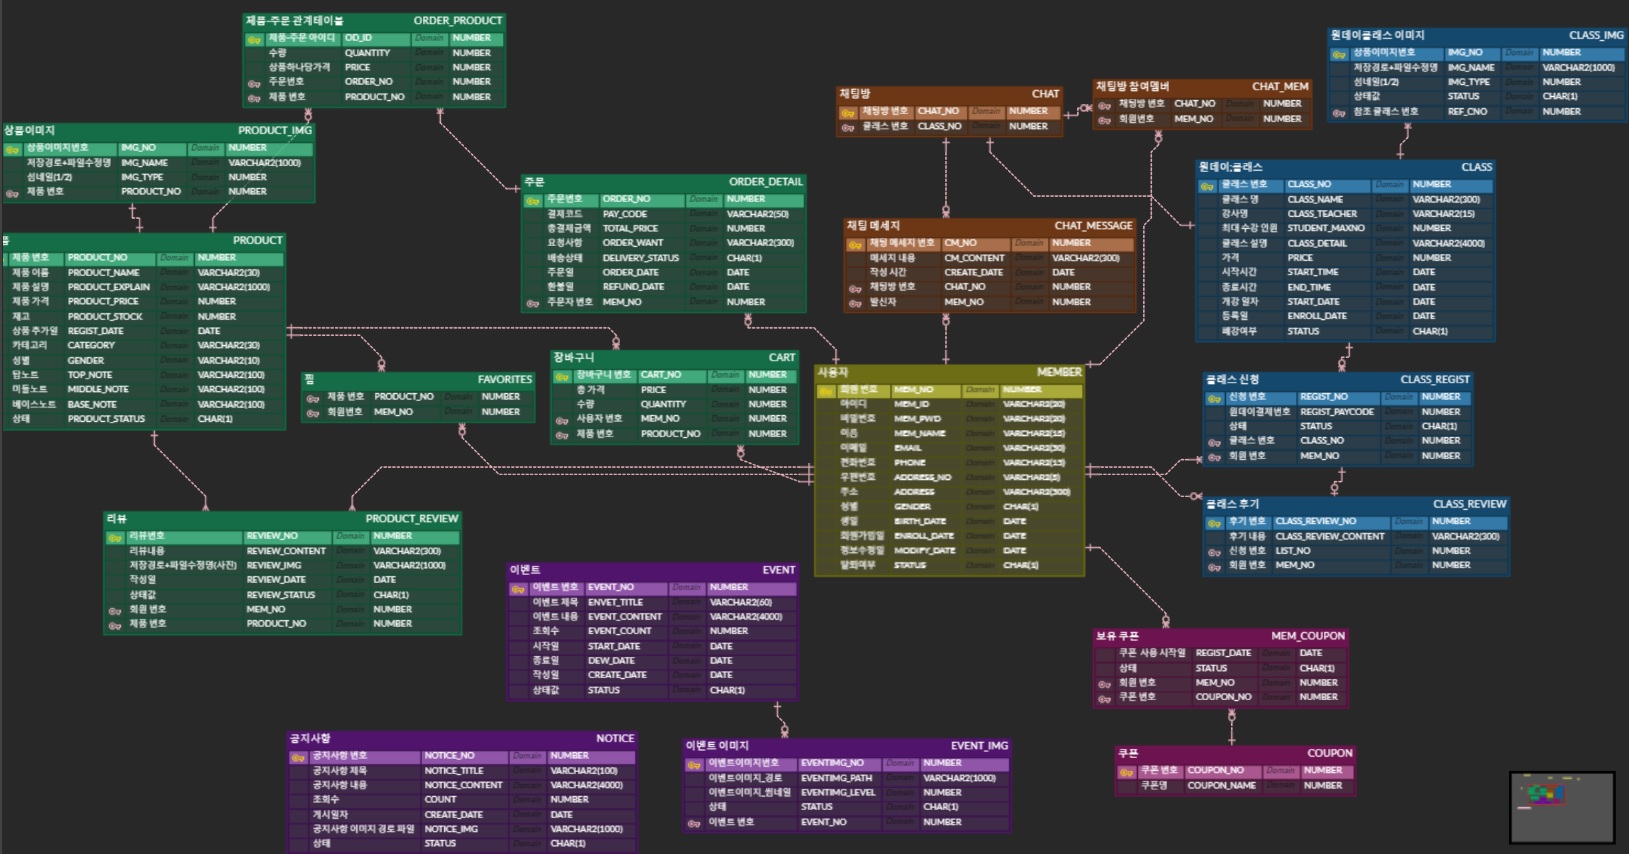 제품-주문 관계테이블 ORDER_PRODUCT
제품-주문 아이디 OD_ID Domain NUMBER
수량 QUANTITY Domain NUMBER
상품하나당가격 PRICE Domain NUMBER
주문번호 ORDER_NO Domain NUMBER
제품 번호 PRODUCT_NO Domain NUMBER
상품이미지 PRODUCT_IMG
상품이미지번호 IMG_NO Domain NUMBER
저장경로+파일수정명 IMG_NAME Domain VARCHAR2(1000)
섬네일(1/2) IMG_TYPE Domain NUMBER
제품 번호 PRODUCT_NO Domain NUMBER
PRODUCT
제품 번호 PRODUCT_NO Domain NUMBER
제품 이름 PRODUCT_NAME Domain VARCHAR2(30)
제품 설명 PRODUCT_EXPLAIN Domain VARCHAR2(1000)
제품 가격 PRODUCT_PRICE Domain NUMBER
재고 PRODUCT_STOCK Domain NUMBER
상품 추가일 REGIST_DATE Domain DATE
카테고리 CATEGORY Domain VARCHAR2(30)
성별 GENDER Domain VARCHAR2(10)
탑노트 TOP_NOTE Domain VARCHAR2(100)
미들노트 MIDDLE_NOTE Domain VARCHAR2(100)
베이스노트 BASE_NOTE Domain VARCHAR2(100)
상태 PRODUCT_STATUS Domain CHAR(1)
주문 ORDER_DETAIL
주문번호 ORDER_NO Domain NUMBER
결제코드 PAY_CODE Domain VARCHAR2(50)
총결제금액 TOTAL_PRICE Domain NUMBER
요청사항 ORDER_WANT Domain VARCHAR2(300)
배송상태 DELIVERY_STATUS Domain CHAR(1)
주문일 ORDER_DATE Domain DATE
환불일 REFUND_DATE Domain DATE
주문자 번호 MEM_NO Domain NUMBER
찜 FAVORITES
제품 번호 PRODUCT_NO Domain NUMBER
회원번호 MEM_NO Domain NUMBER
장바구니 CART
장바구니 번호 CART_NO Domain NUMBER
총 가격 PRICE Domain NUMBER
수량 QUANTITY Domain NUMBER
사용자 번호 MEM_NO Domain NUMBER
제품 번호 PRODUCT_NO Domain NUMBER
리뷰 PRODUCT_REVIEW
리뷰번호 REVIEW_NO Domain NUMBER
리뷰내용 REVIEW_CONTENT Domain VARCHAR2(300)
저장경로+파일수정명(사진) REVIEW_IMG Domain VARCHAR2(1000)
작성일 REVIEW_DATE Domain DATE
상태값 REVIEW_STATUS Domain CHAR(1)
회원 번호 MEM_NO Domain NUMBER
제품 번호 PRODUCT_NO Domain NUMBER
채팅방 CHAT
채팅방 번호 CHAT_NO Domain NUMBER
클래스 번호 CLASS_NO Domain NUMBER
채팅방 참여멤버 CHAT_MEM
채팅방 번호 CHAT_NO Domain NUMBER
회원번호 MEM_NO Domain NUMBER
채팅 메세지 CHAT_MESSAGE
채팅 메세지 번호 CM_NO Domain NUMBER
메세지 내용 CM_CONTENT Domain VARCHAR2(300)
작성 시간 CREATE_DATE Domain DATE
채팅방 번호 CHAT_NO Domain NUMBER
발신자 MEM_NO Domain NUMBER
원데이클래스 이미지 CLASS_IMG
상품이미지번호 IMG_NO Domain NUMBER
저장경로+파일수정명 IMG_NAME Domain VARCHAR2(1000)
섬네일(1/2) IMG_TYPE Domain NUMBER
상태값 STATUS Domain CHAR(1)
참조 클래스 번호 REF_CNO Domain NUMBER
원데이클래스 CLASS
클래스 번호 CLASS_NO Domain NUMBER
클래스 명 CLASS_NAME Domain VARCHAR2(300)
강사명 CLASS_TEACHER Domain VARCHAR2(15)
최대 수강 인원 STUDENT_MAXNO Domain NUMBER
클래스 설명 CLASS_DETAIL Domain VARCHAR2(4000)
가격 PRICE Domain NUMBER
시작시간 START_TIME Domain DATE
종료시간 END_TIME Domain DATE
개강 일자 START_DATE Domain DATE
등록일 ENROLL_DATE Domain DATE
폐강여부 STATUS Domain CHAR(1)
클래스 신청 CLASS_REGIST
신청 번호 REGIST_NO Domain NUMBER
원데이결제번호 REGIST_PAYCODE Domain NUMBER
상태 STATUS Domain CHAR(1)
클래스 번호 CLASS_NO Domain NUMBER
회원 번호 MEM_NO Domain NUMBER
클래스 후기 CLASS_REVIEW
후기 번호 CLASS_REVIEW_NO Domain NUMBER
후기 내용 CLASS_REVIEW_CONTENT Domain VARCHAR2(300)
신청 번호 LIST_NO Domain NUMBER
회원 번호 MEM_NO Domain NUMBER
사용자 MEMBER
회원 번호 MEM_NO Domain NUMBER
아이디 MEM_ID Domain VARCHAR2(20)
비밀번호 MEM_PWD Domain VARCHAR2(20)
이름 MEM_NAME Domain VARCHAR2(15)
이메일 EMAIL Domain VARCHAR2(30)
전화번호 PHONE Domain VARCHAR2(13)
우편번호 ADDRESS_NO Domain VARCHAR2(5)
주소 ADDRESS Domain VARCHAR2(300)
성별 GENDER Domain CHAR(1)
생일 BIRTH_DATE Domain DATE
회원가입일 ENROLL_DATE Domain DATE
정보수정일 MODIFY_DATE Domain DATE
탈퇴여부 STATUS Domain CHAR(1)
이벤트 EVENT
이벤트 번호 EVENT_NO Domain NUMBER
이벤트 제목 ENVET_TITLE Domain VARCHAR2(60)
이벤트 내용 EVENT_CONTENT Domain VARCHAR2(4000)
조회수 EVENT_COUNT Domain NUMBER
시작일 START_DATE Domain DATE
종료일 DEW_DATE Domain DATE
작성일 CREATE_DATE Domain DATE
상태값 STATUS Domain CHAR(1)
보유 쿠폰 MEM_COUPON
쿠폰 사용 시작일 REGIST_DATE Domain DATE
상태 STATUS Domain CHAR(1)
회원 번호 MEM_NO Domain NUMBER
쿠폰 번호 COUPON_NO Domain NUMBER
쿠폰 COUPON
쿠폰 번호 COUPON_NO Domain NUMBER
쿠폰명 COUPON_NAME Domain NUMBER
공지사항 NOTICE
공지사항 번호 NOTICE_NO Domain NUMBER
공지사항 제목 NOTICE_TITLE Domain VARCHAR2(100)
공지사항 내용 NOTICE_CONTENT Domain VARCHAR2(4000)
조회수 COUNT Domain NUMBER
게시일자 CREATE_DATE Domain DATE
공지사항 이미지 경로 파일 NOTICE_IMG Domain VARCHAR2(1000)
상태 STATUS Domain CHAR(1)
이벤트 이미지 EVENT_IMG
이벤트이미지번호 EVENTIMG_NO Domain NUMBER
이벤트이미지_경로 EVENTIMG_PATH Domain VARCHAR2(1000)
이벤트이미지_썸네일 EVENTIMG_LEVEL Domain NUMBER
상태 STATUS Domain CHAR(1)
이벤트 번호 EVENT_NO Domain NUMBER